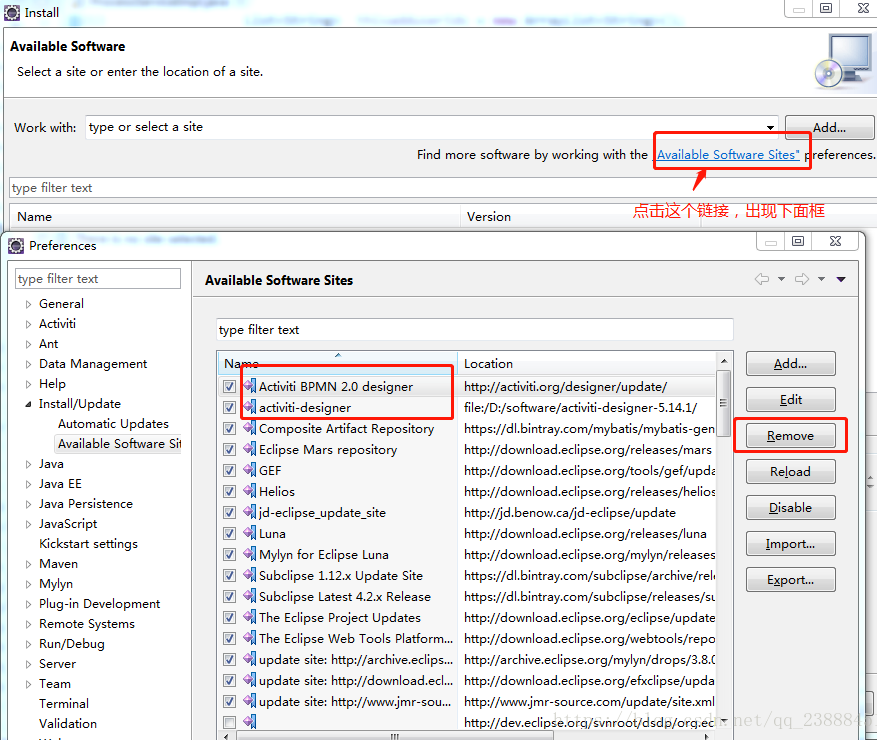 Install
Available Software
Select a site or enter the location of a site.
Work with: type or select a site Add...
Find more software by working with the "Available Software Sites" preferences.
type filter text
Name Version
点击这个链接，出现下面框
Preferences
type filter text
General
Activiti
Ant
Data Management
Help
Install/Update
Automatic Updates
Available Software Sit
Java
Java EE
Java Persistence
JavaScript
Kickstart settings
Maven
Mylyn
Plug-in Development
Remote Systems
Run/Debug
Server
Team
Terminal
Validation
Available Software Sites
type filter text
Name Location
Activiti BPMN 2.0 designer http://activiti.org/designer/update/
activiti-designer file:/D:/software/activiti-designer-5.14.1/
Composite Artifact Repository https://dl.bintray.com/mybatis/mybatis-gen
Eclipse Mars repository http://download.eclipse.org/releases/mars
GEF http://download.eclipse.org/tools/gef/upda
Helios http://download.eclipse.org/releases/helios
jd-eclipse_update_site http://jd.benow.ca/jd-eclipse/update
Luna http://download.eclipse.org/releases/luna
Mylyn for Eclipse Luna http://download.eclipse.org/mylyn/releases
Subclipse 1.12.x Update Site https://dl.bintray.com/subclipse/archive/rel
Subclipse Latest 4.2.x Release https://dl.bintray.com/subclipse/releases/su
The Eclipse Project Updates http://download.eclipse.org/eclipse/update
The Eclipse Web Tools Platform... http://download.eclipse.org/webtools/repo
update site: http://archive.eclips... http://archive.eclipse.org/mylyn/drops/3.8.0
update site: http://download.ecl... http://download.eclipse.org/efxclipse/upda
update site: http://www.jmr-sou... http://www.jmr-source.com/update/site.xml
http://dev.eclipse.org/svnroot/dsdp/org.ec
Add...
Edit
Remove
Reload
Disable
Import...
Export...
https://blog.csdn.net/qq_2388845